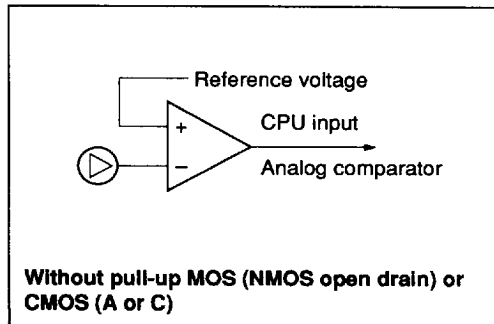 Reference voltage
+
CPU input
−
Analog comparator
Without pull-up MOS (NMOS open drain) or
CMOS (A or C)